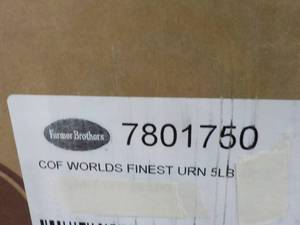 Farmer Brothers 7801750
COF WORLDS FINEST URN 5LB